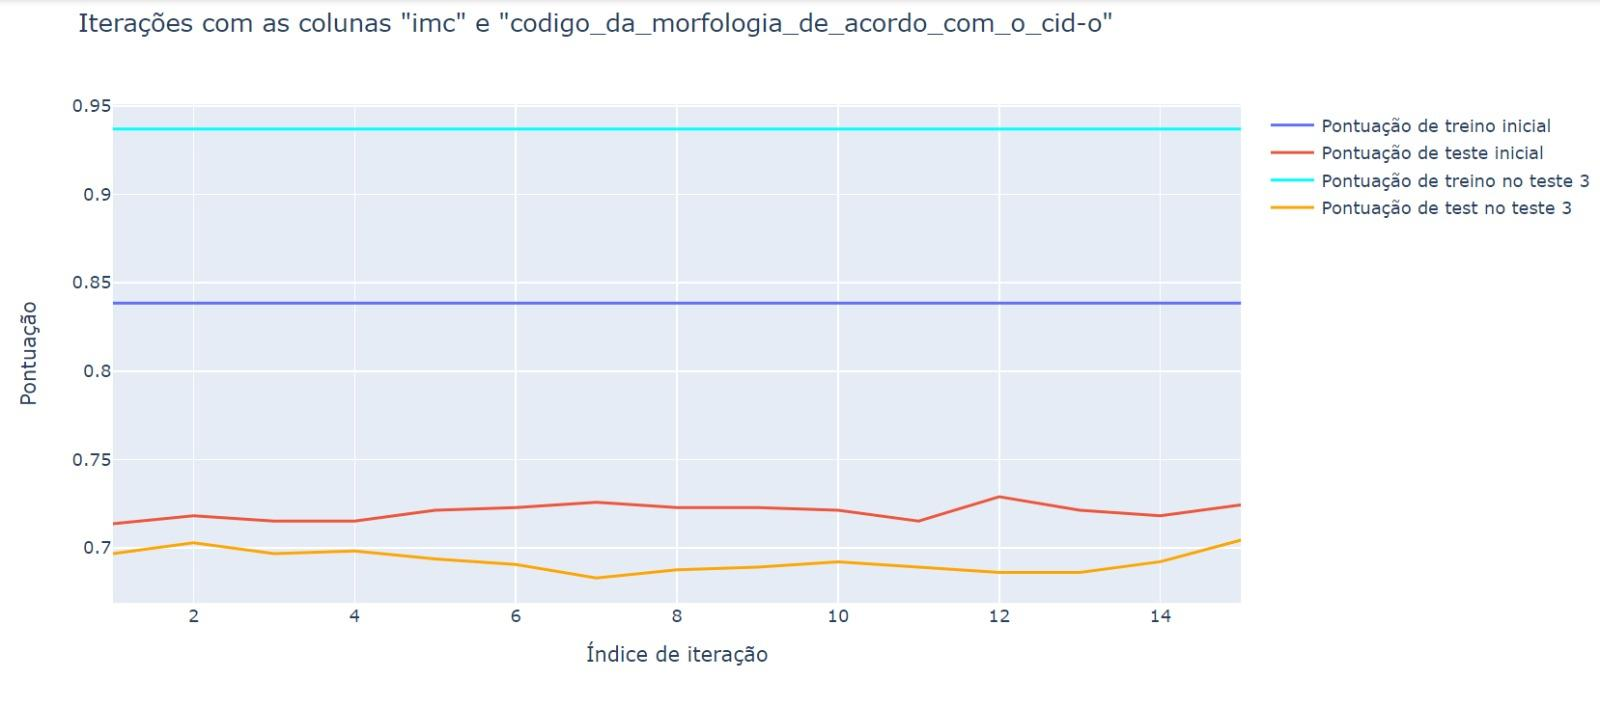 Iterações com as colunas "imc" e "codigo_da_morfologia_de_acordo_com_o_cid-o"
0.95
0.9
0.85
0.8
0.75
0.7
Pontuação
2 4 6 8 10 12 14
Índice de iteração
Pontuação de treino inicial
Pontuação de teste inicial
Pontuação de treino no teste 3
Pontuação de test no teste 3